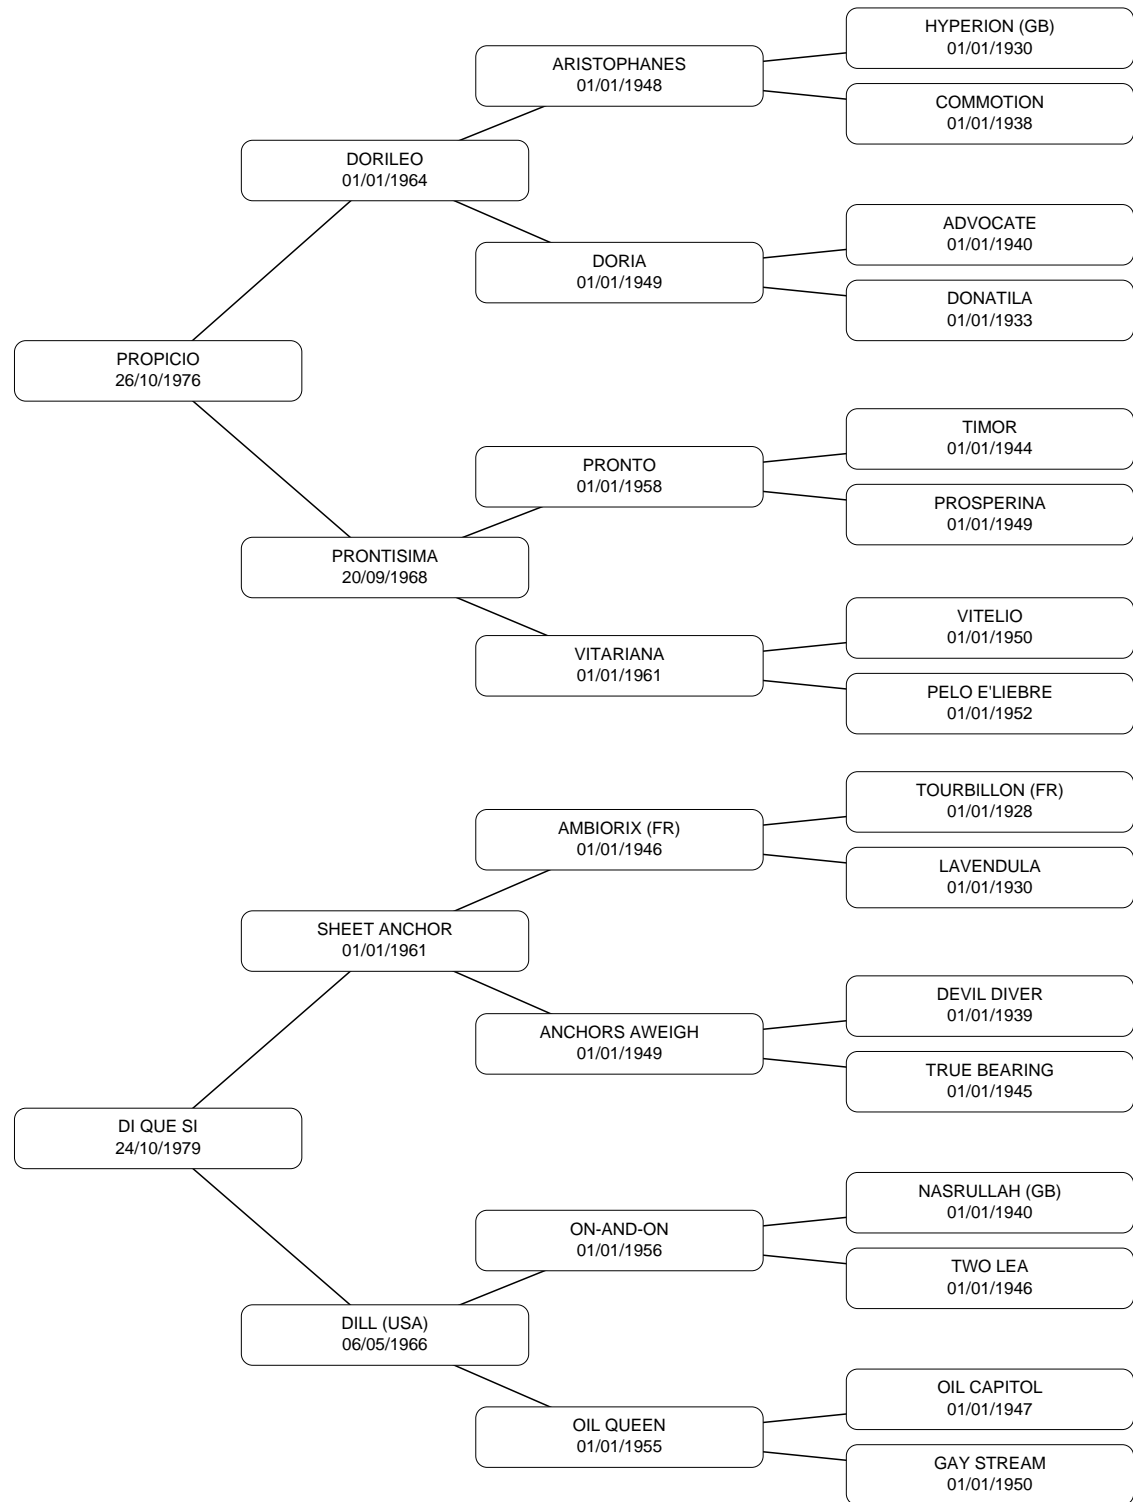 HYPERION (GB)
01/01/1930
ARISTOPHANES
01/01/1948
COMMOTION
01/01/1938
DORILEO
01/01/1964
ADVOCATE
01/01/1940
DORIA
01/01/1949
DONATILA
01/01/1933
PROPICIO
26/10/1976
TIMOR
01/01/1944
PRONTO
01/01/1958
PROSPERINA
01/01/1949
PRONTISIMA
20/09/1968
VITELIO
01/01/1950
VITARIANA
01/01/1961
PELO E'LIEBRE
01/01/1952
TOURBILLON (FR)
01/01/1928
AMBIORIX (FR)
01/01/1946
LAVENDULA
01/01/1930
SHEET ANCHOR
01/01/1961
DEVIL DIVER
01/01/1939
ANCHORS AWEIGH
01/01/1949
TRUE BEARING
01/01/1945
DI QUE SI
24/10/1979
NASRULLAH (GB)
01/01/1940
ON-AND-ON
01/01/1956
TWO LEA
01/01/1946
DILL (USA)
06/05/1966
OIL CAPITOL
01/01/1947
OIL QUEEN
01/01/1955
GAY STREAM
01/01/1950